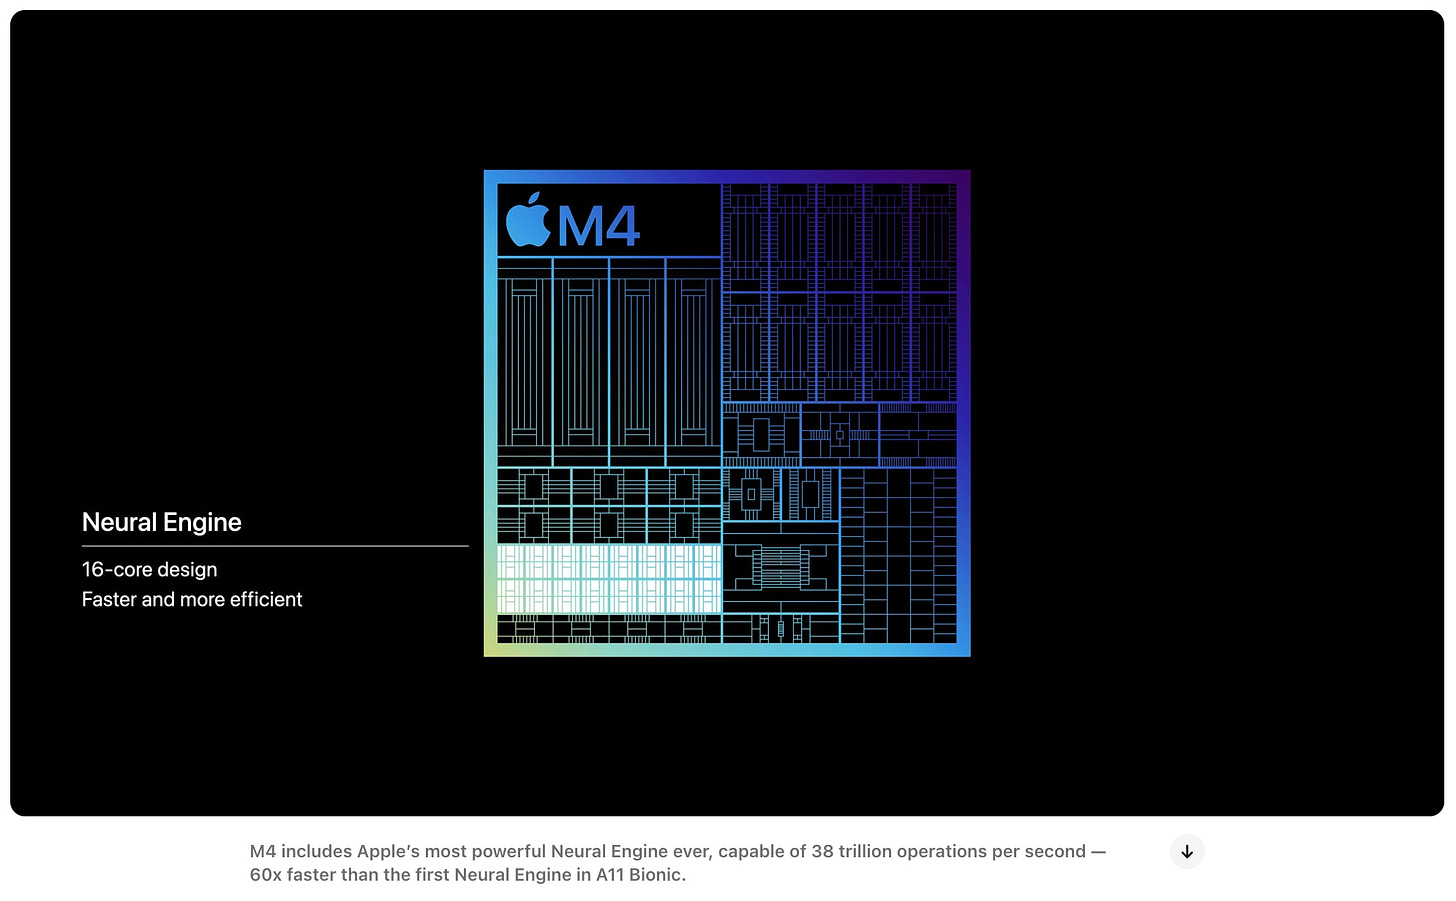 M4
Neural Engine
16-core design
Faster and more efficient
M4 includes Apple’s most powerful Neural Engine ever, capable of 38 trillion operations per second —
60x faster than the first Neural Engine in A11 Bionic.